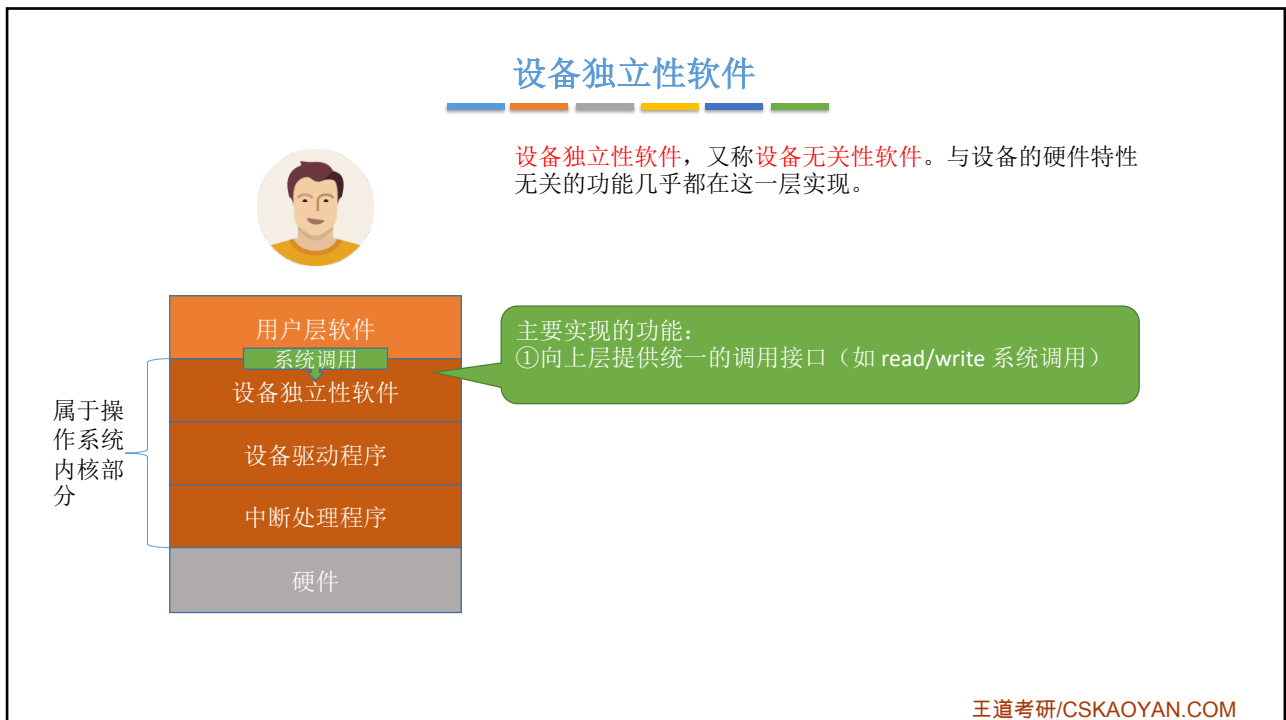 设备独立性软件
设备独立性软件，又称设备无关性软件。与设备的硬件特性
无关的功能几乎都在这一层实现。
用户层软件
系统调用
设备独立性软件
设备驱动程序
中断处理程序
硬件
属于操
作系统
内核部
分
主要实现的功能：
①向上层提供统一的调用接口（如 read/write 系统调用）
王道考研/CSKAOYAN.COM